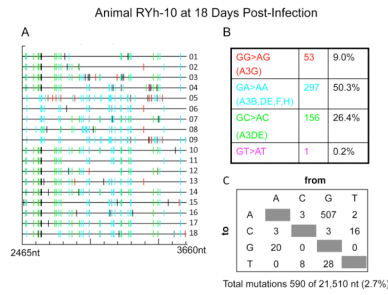 Animal RYh-10 at 18 Days Post-Infection
A
01
02
03
04
05
06
07
08
09
10
11
12
13
14
15
16
17
18
2465nt 3660nt
B
GG>AG 53 9.0%
(A3G)
GA>AA 297 50.3%
(A3B,DE,F,H)
GC>AC 156 26.4%
(A3DE)
GT>AT 1 0.2%
C from
A C G T
to
A 3 507 2
C 3 3 16
G 20 0 0
T 0 8 28
Total mutations 590 of 21,510 nt (2.7%)